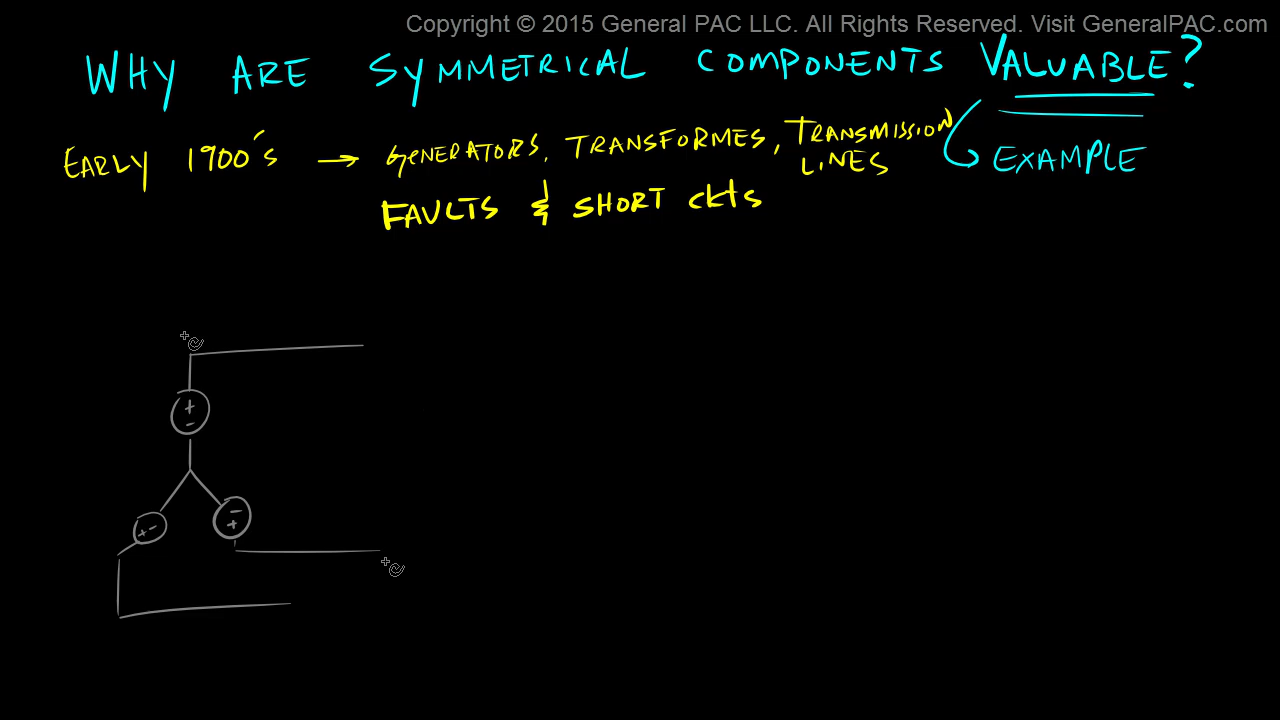 Copyright © 2015 General PAC LLC. All Rights Reserved. Visit GeneralPAC.com
WHY ARE SYMMETRICAL COMPONENTS VALUABLE?
EARLY 1900's → GENERATORS, TRANSFORMES, TRANSMISSION LINES
EXAMPLE
FAULTS & SHORT ckts
+
-
+ -
-
+